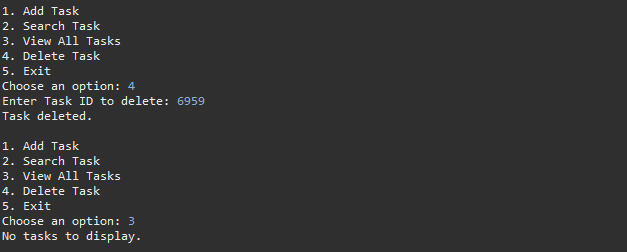 1. Add Task
2. Search Task
3. View All Tasks
4. Delete Task
5. Exit
Choose an option: 4
Enter Task ID to delete: 6959
Task deleted.

1. Add Task
2. Search Task
3. View All Tasks
4. Delete Task
5. Exit
Choose an option: 3
No tasks to display.